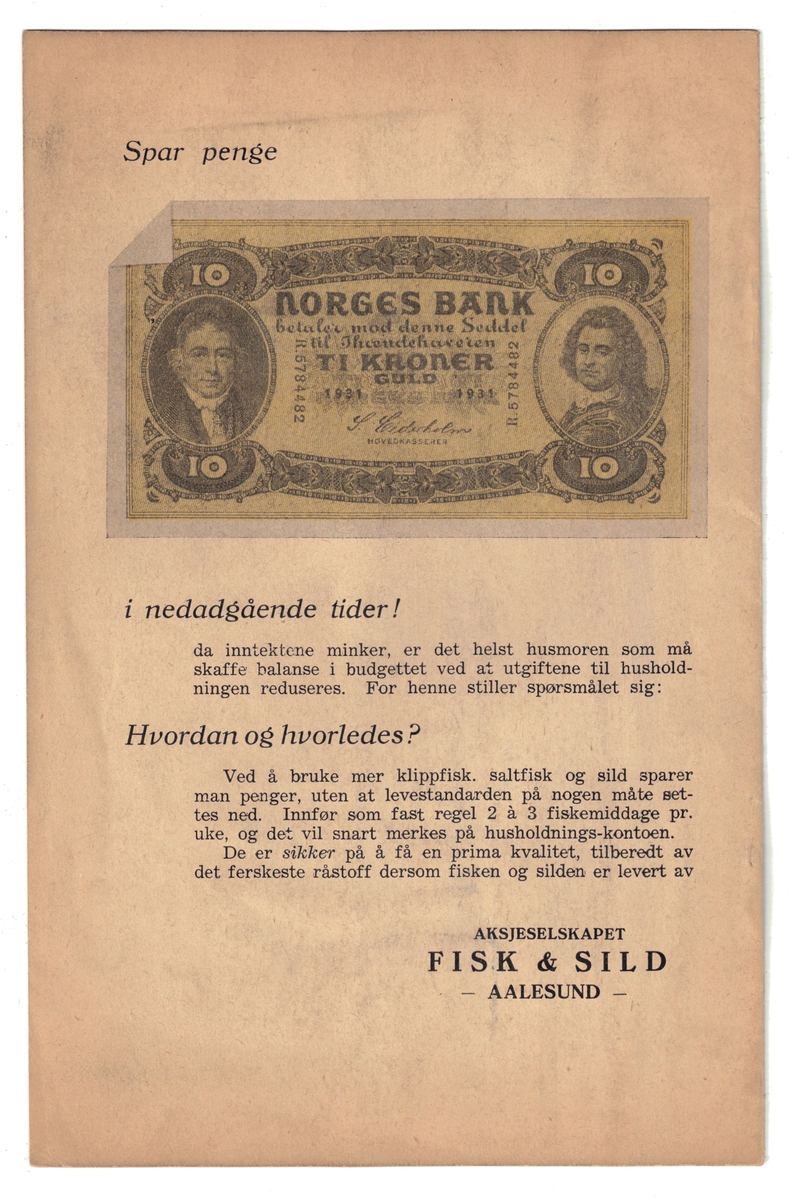 Spar penge
10 10
NORGES BANK
betaler mod denne Seddel
til Ihændehaveren
TI KRONER
GULD
1931 1931
R.5784482
R.5784482
S. Cederholm
HOVEDKASSERER
10 10
i nedadgående tider!
da inntektene minker, er det helst husmoren som må
skaffe balanse i budgettet ved at utgiftene til hushold-
ningen reduseres. For henne stiller spørsmålet sig:
Hvordan og hvorledes?
Ved å bruke mer klippfisk. saltfisk og sild sparer
man penger, uten at levestandarden på nogen måte set-
tes ned. Innfør som fast regel 2 à 3 fiskemiddage pr.
uke, og det vil snart merkes på husholdnings-kontoen.
De er sikker på å få en prima kvalitet, tilberedt av
det ferskeste råstoff dersom fisken og silden er levert av
AKSJESELSKAPET
FISK & SILD
— AALESUND —